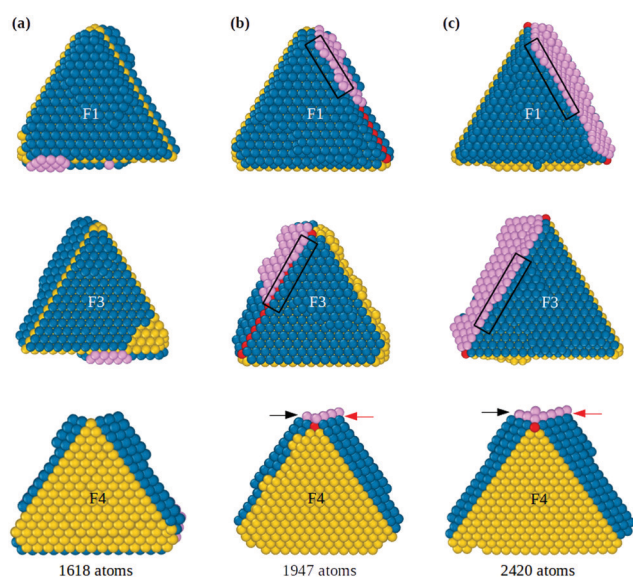 (a) (b) (c)
F1 F1 F1
F3 F3 F3
F4 F4 F4
1618 atoms 1947 atoms 2420 atoms